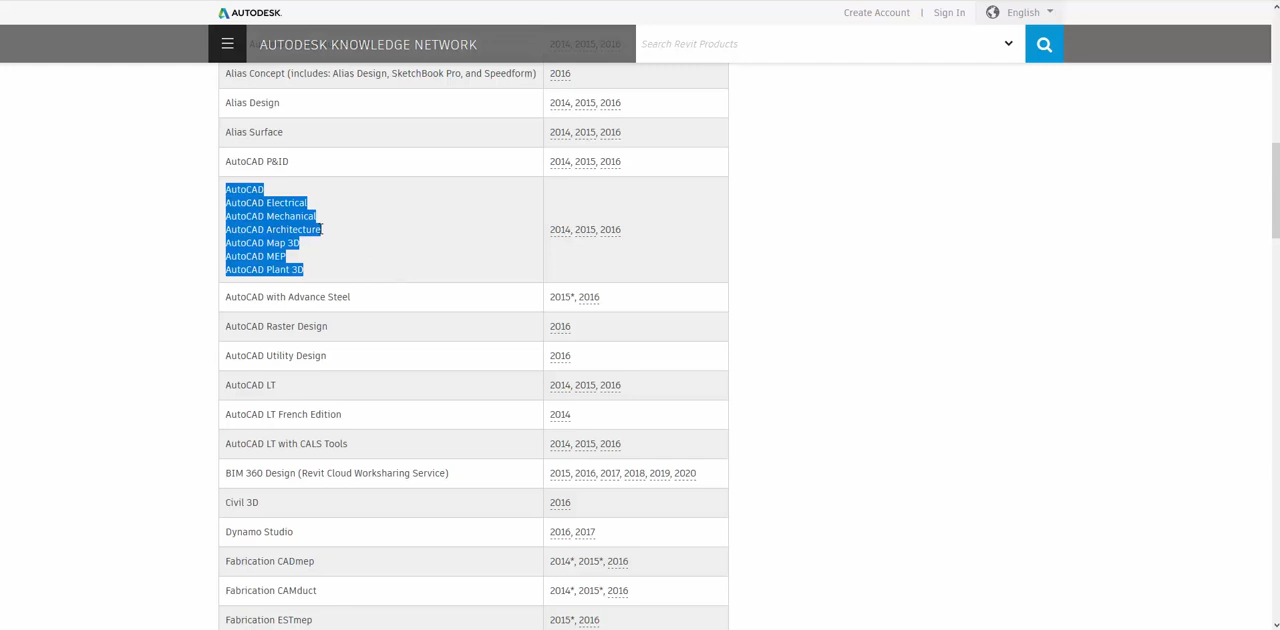 AUTODESK.
Create Account | Sign In English
AUTODESK KNOWLEDGE NETWORK
Search Revit Products
2014, 2015, 2016
Alias Concept (includes: Alias Design, SketchBook Pro, and Speedform) 2016
Alias Design 2014, 2015, 2016
Alias Surface 2014, 2015, 2016
AutoCAD P&ID 2014, 2015, 2016
AutoCAD
AutoCAD Electrical
AutoCAD Mechanical
AutoCAD Architecture 2014, 2015, 2016
AutoCAD Map 3D
AutoCAD MEP
AutoCAD Plant 3D
AutoCAD with Advance Steel 2015*, 2016
AutoCAD Raster Design 2016
AutoCAD Utility Design 2016
AutoCAD LT 2014, 2015, 2016
AutoCAD LT French Edition 2014
AutoCAD LT with CALS Tools 2014, 2015, 2016
BIM 360 Design (Revit Cloud Worksharing Service) 2015, 2016, 2017, 2018, 2019, 2020
Civil 3D 2016
Dynamo Studio 2016, 2017
Fabrication CADmep 2014*, 2015*, 2016
Fabrication CAMduct 2014*, 2015*, 2016
Fabrication ESTmep 2015*, 2016